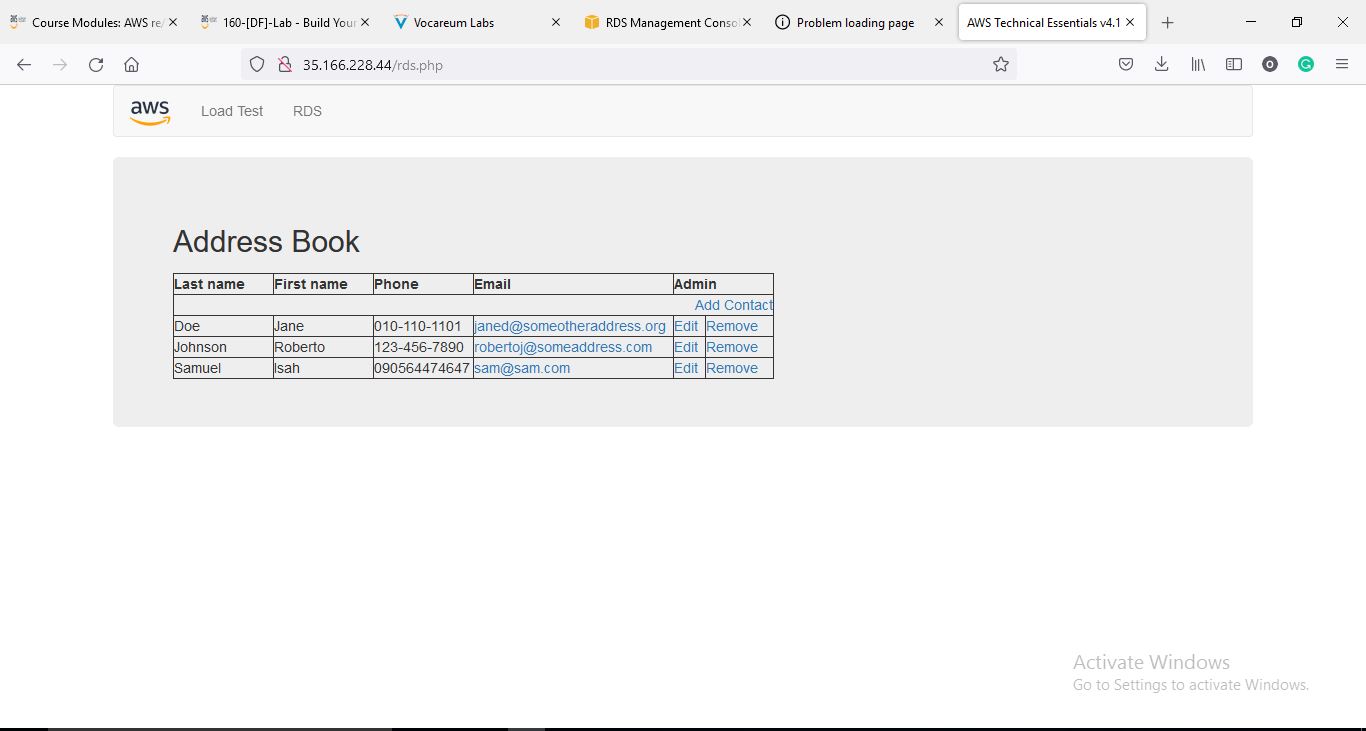 Course Modules: AWS re/
160-[DF]-Lab - Build Your
Vocareum Labs
RDS Management Consol
Problem loading page
AWS Technical Essentials v4.1
35.166.228.44/rds.php
aws
Load Test
RDS
Address Book
Last name First name Phone Email Admin
Add Contact
Doe Jane 010-110-1101 janed@someotheraddress.org Edit Remove
Johnson Roberto 123-456-7890 robertoj@someaddress.com Edit Remove
Samuel Isah 090564474647 sam@sam.com Edit Remove
Activate Windows
Go to Settings to activate Windows.